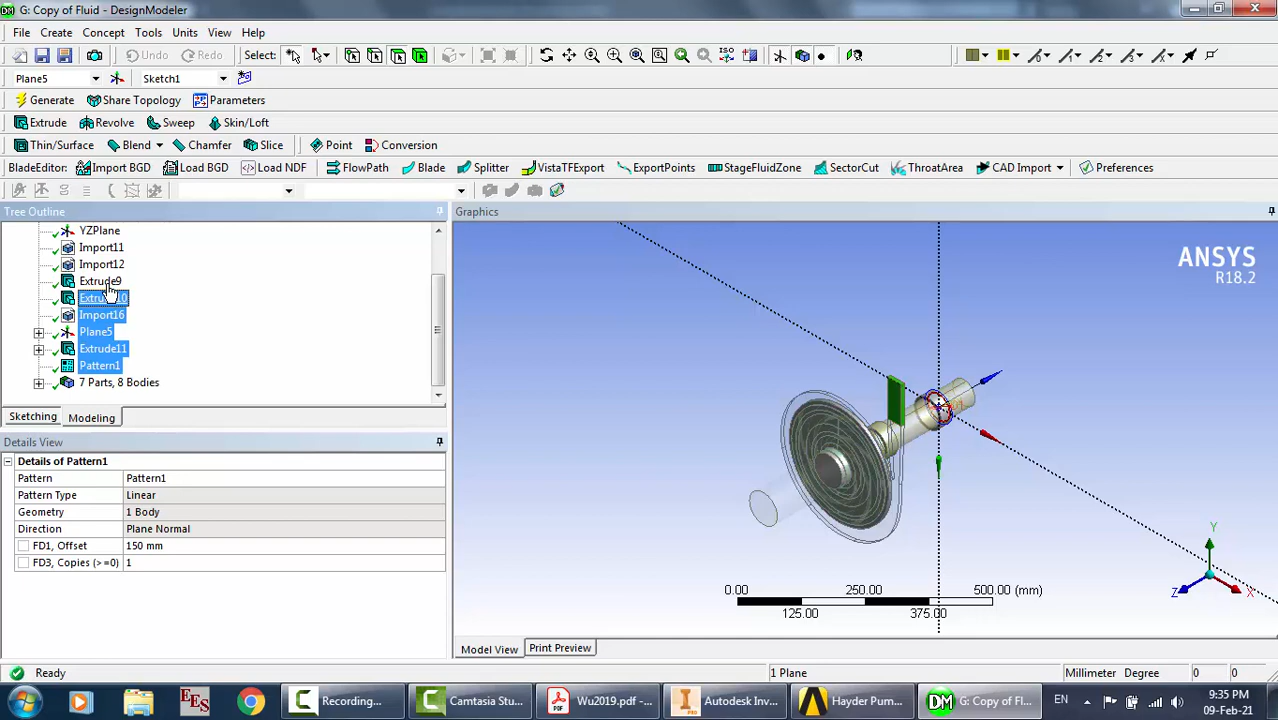 G: Copy of Fluid - DesignModeler
File Create Concept Tools Units View Help
Undo Redo Select:
Plane5 Sketch1
Generate Share Topology Parameters
Extrude Revolve Sweep Skin/Loft
Thin/Surface Blend Chamfer Slice Point Conversion
BladeEditor: Import BGD Load BGD Load NDF FlowPath Blade Splitter VistaTFExport ExportPoints StageFluidZone SectorCut ThroatArea CAD Import Preferences
Tree Outline
Graphics
YZPlane
Import11
Import12
Extrude9
Import16
Plane5
Extrude11
Pattern1
7 Parts, 8 Bodies
Sketching Modeling
Details View
Details of Pattern1
Pattern Pattern1
Pattern Type Linear
Geometry 1 Body
Direction Plane Normal
FD1, Offset 150 mm
FD3, Copies (>=0) 1
ANSYS
R18.2
0.00 250.00 500.00 (mm)
125.00 375.00
Y
Z X
Model View Print Preview
Ready 1 Plane Millimeter Degree 0 0
Recording... Camtasia Stu... Wu2019.pdf -... Autodesk Inv... Hayder Pum... G: Copy of Fl... EN
9:35 PM
09-Feb-21